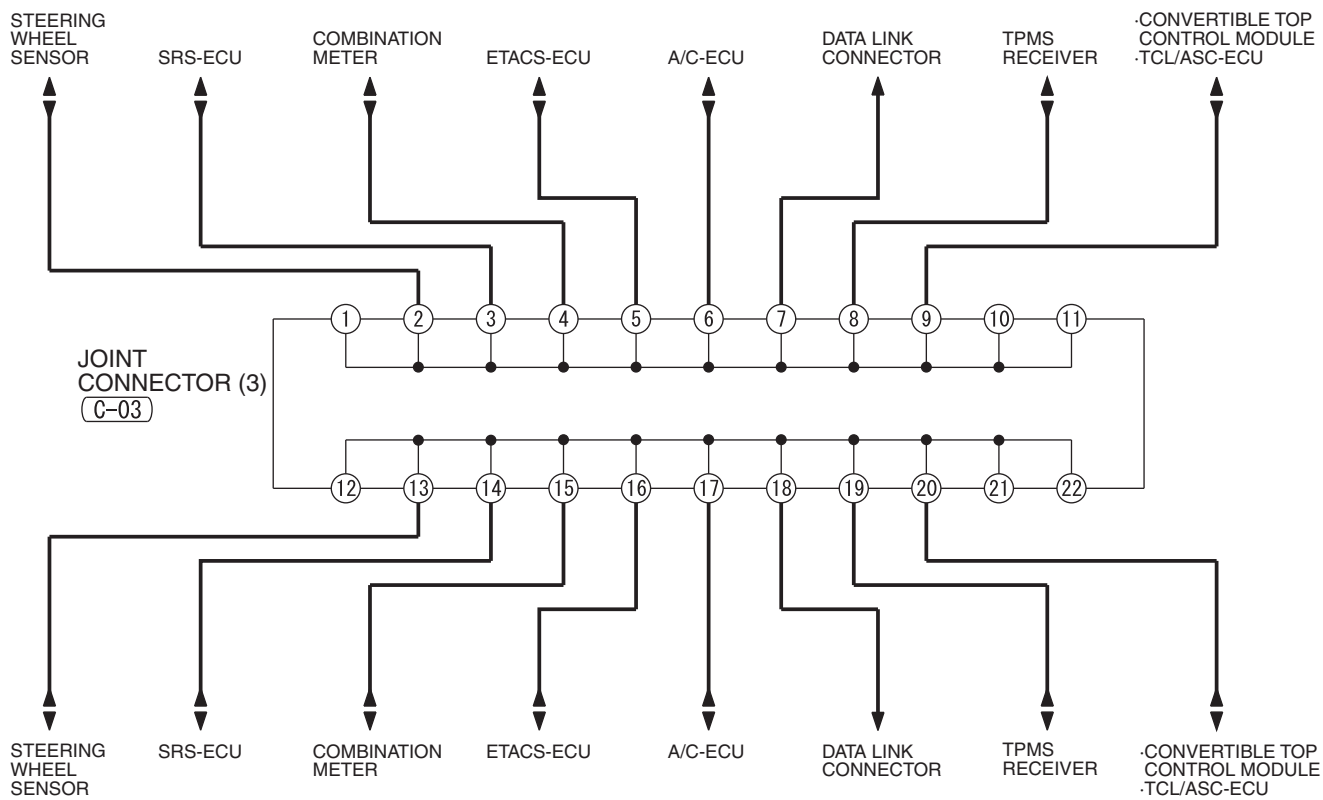 STEERING
WHEEL
SENSOR
SRS-ECU
COMBINATION
METER
ETACS-ECU
A/C-ECU
DATA LINK
CONNECTOR
TPMS
RECEIVER
·CONVERTIBLE TOP
CONTROL MODULE
·TCL/ASC-ECU
1 2 3 4 5 6 7 8 9 10 11
JOINT
CONNECTOR (3)
C-03
12 13 14 15 16 17 18 19 20 21 22
STEERING
WHEEL
SENSOR
SRS-ECU
COMBINATION
METER
ETACS-ECU
A/C-ECU
DATA LINK
CONNECTOR
TPMS
RECEIVER
·CONVERTIBLE TOP
CONTROL MODULE
·TCL/ASC-ECU